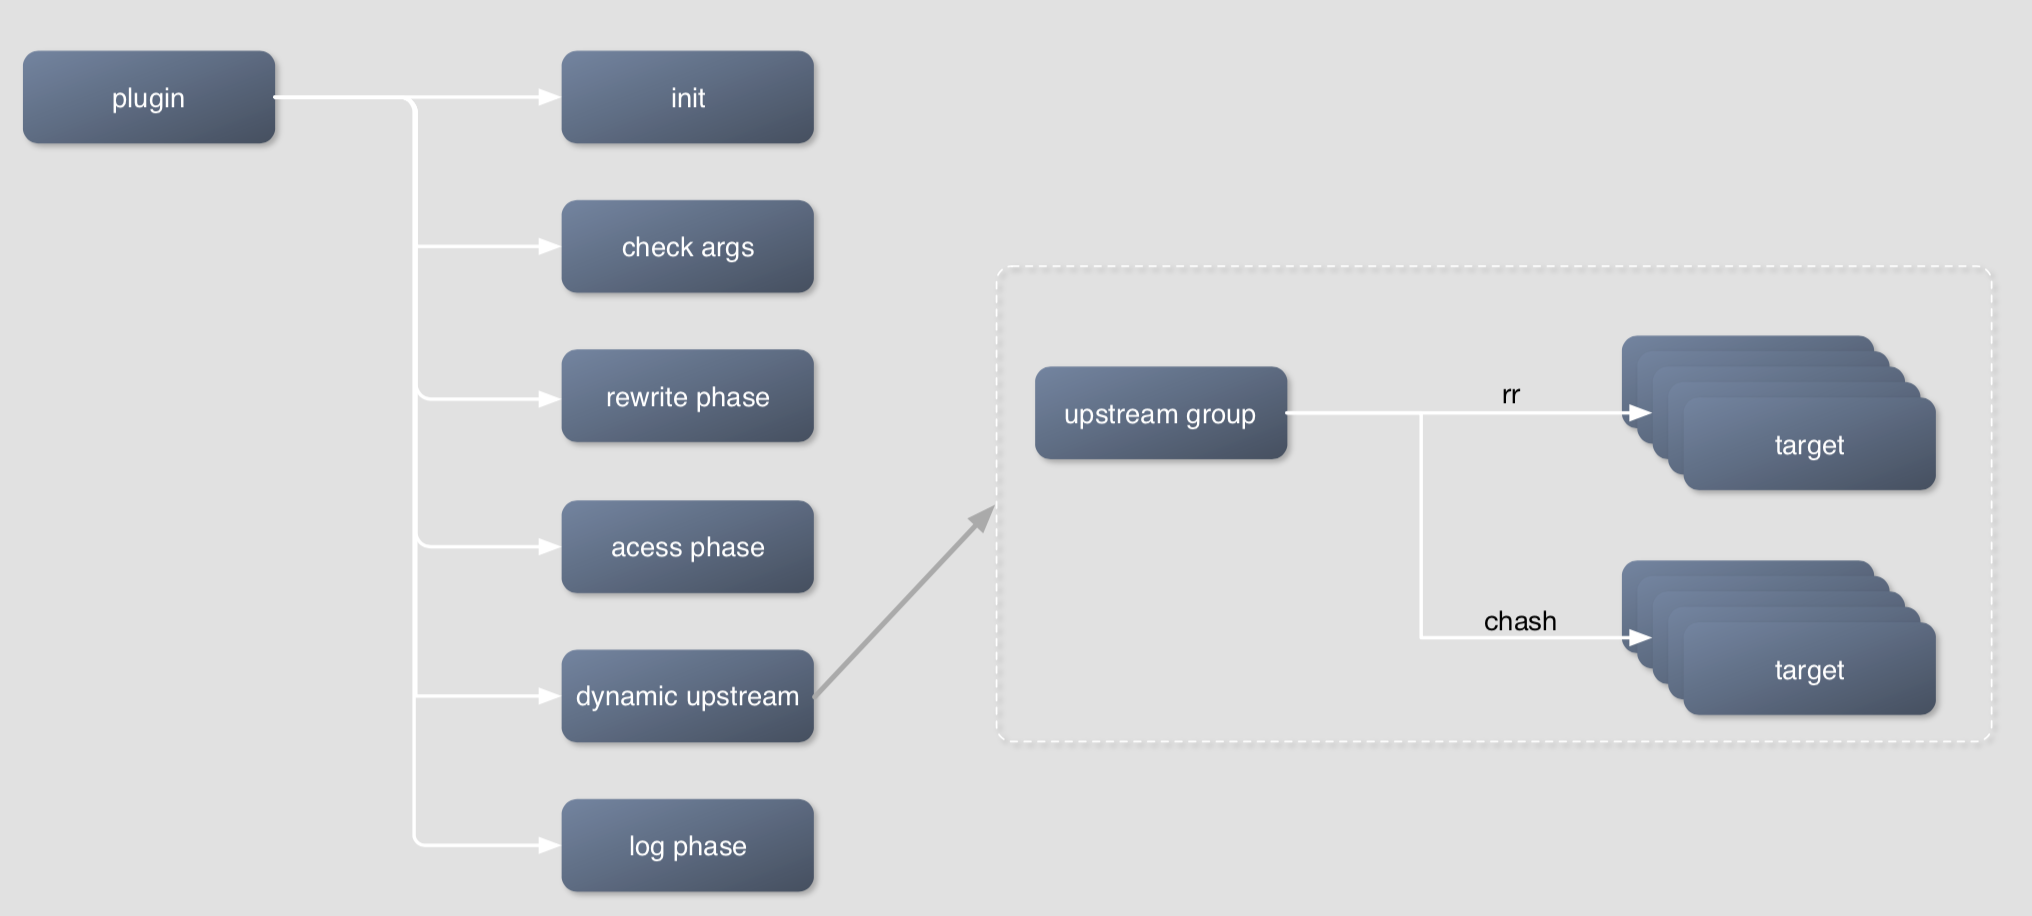 plugin
init
check args
rewrite phase
acess phase
dynamic upstream
log phase
upstream group
rr
target
chash
target